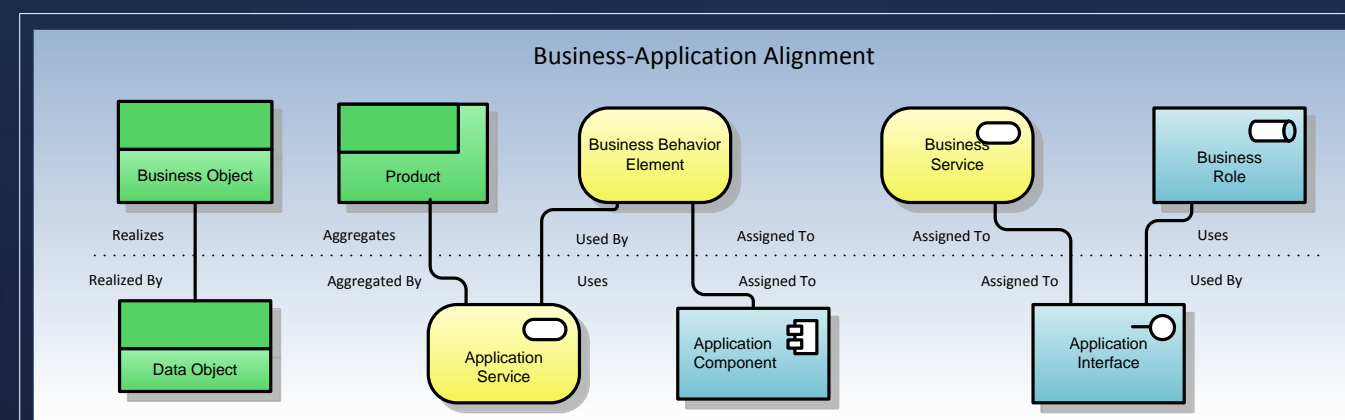 Business-Application Alignment
Business Object
Product
Business Behavior
Element
Business
Service
Business
Role
Realizes
Aggregates
Used By
Assigned To
Assigned To
Uses
Realized By
Aggregated By
Uses
Assigned To
Assigned To
Used By
Data Object
Application
Service
Application
Component
Application
Interface